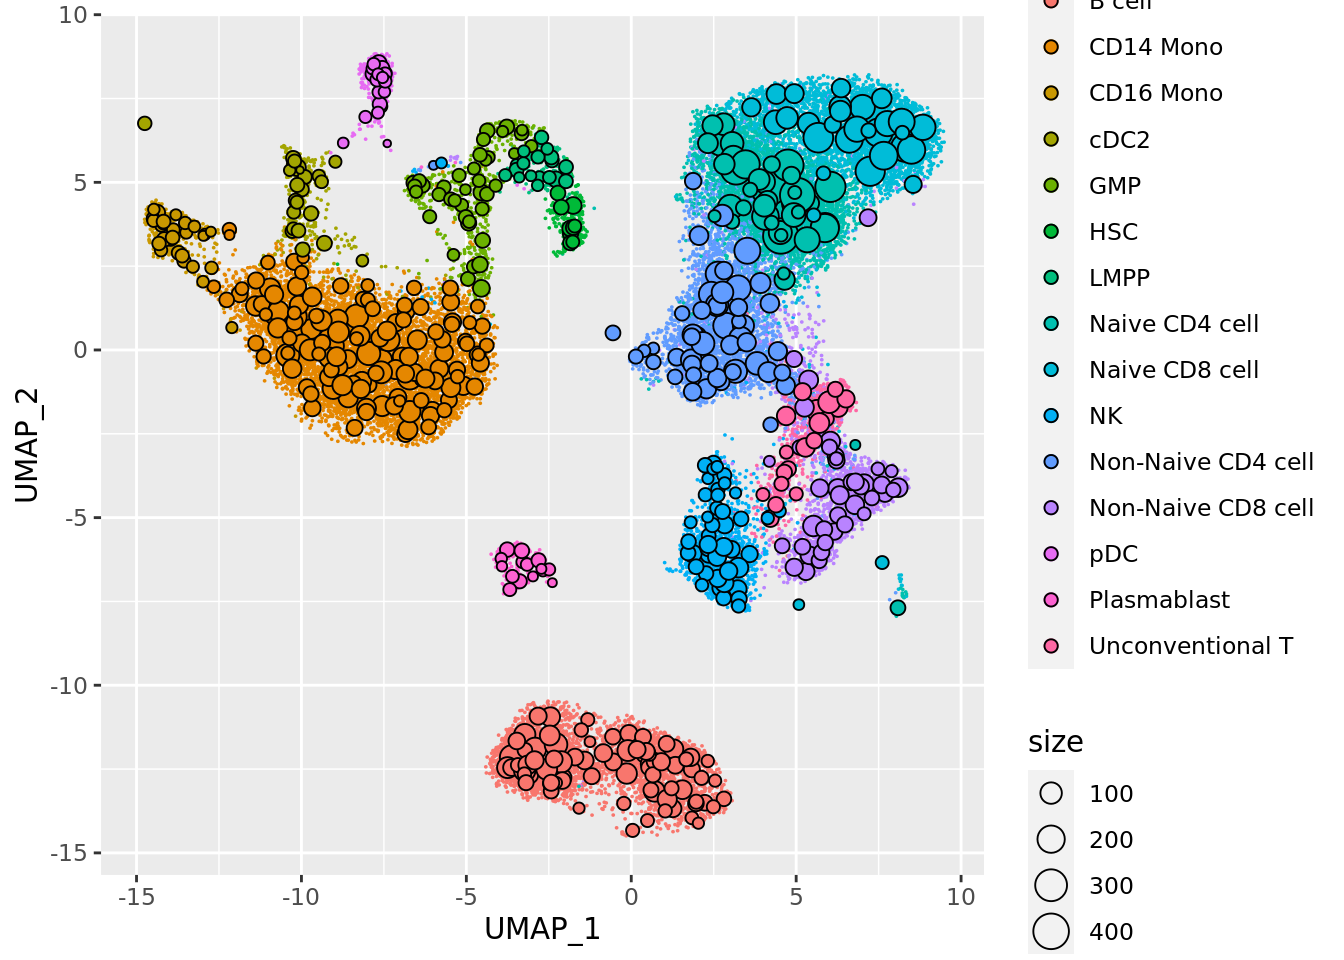 10
5
0
-5
-10
-15
UMAP_2
-15
-10
-5
0
5
10
UMAP_1
B cell
CD14 Mono
CD16 Mono
cDC2
GMP
HSC
LMPP
Naive CD4 cell
Naive CD8 cell
NK
Non-Naive CD4 cell
Non-Naive CD8 cell
pDC
Plasmablast
Unconventional T
size
100
200
300
400